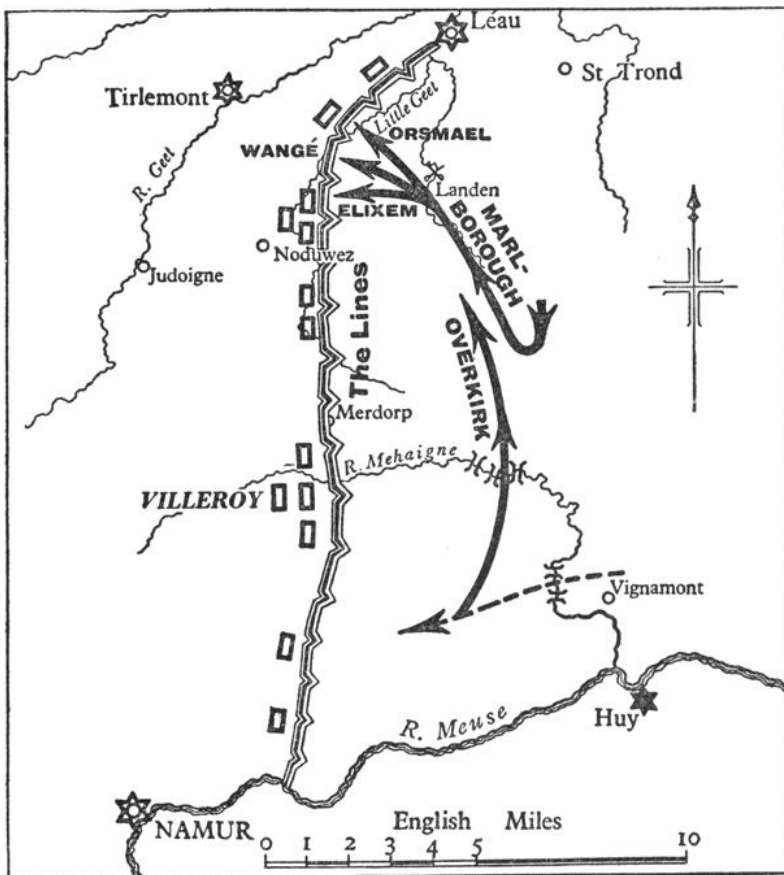 Léau
St Trond
Tirlemont
Little Geet
ORSMAEL
WANGÉ
R. Geet
Landen
ELIXEM
MARL-
BOROUGH
Noduwez
Judoigne
The Lines
OVERKIRK
Merdorp
R. Mehaigne
VILLEROY
Vignamont
R. Meuse
Huy
NAMUR
English Miles
0 1 2 3 4 5 10